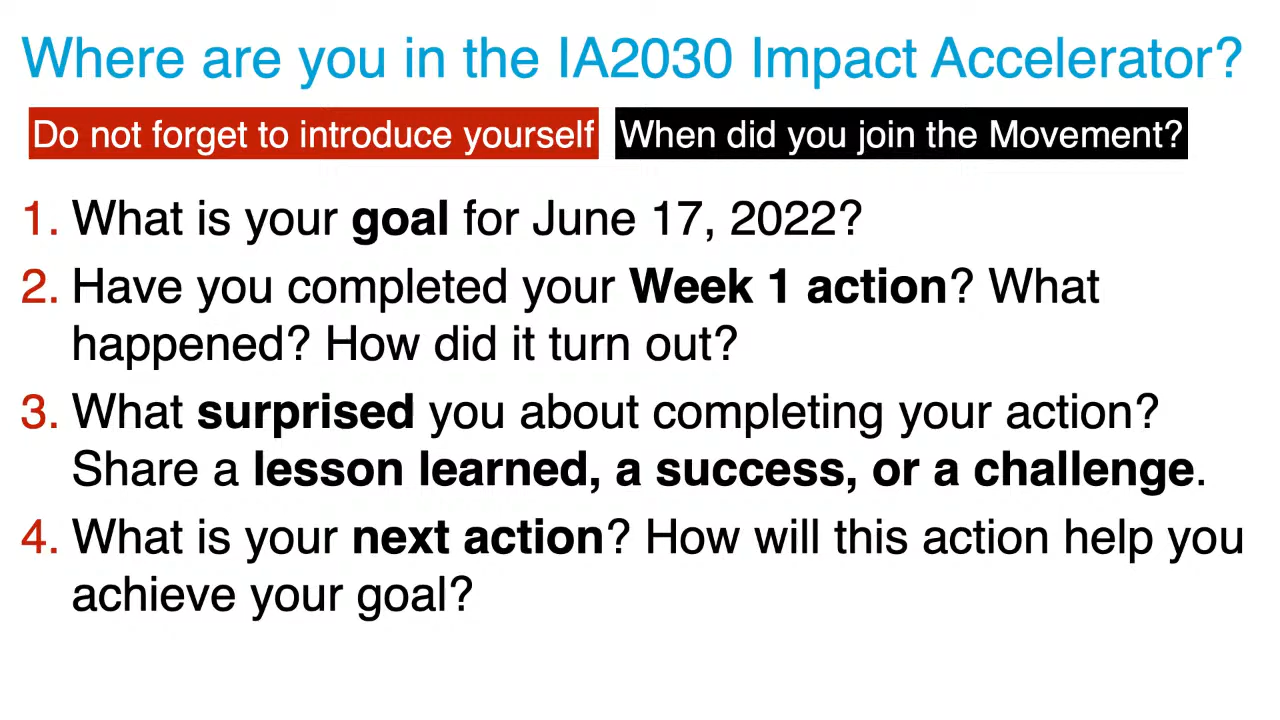 Where are you in the IA2030 Impact Accelerator?
Do not forget to introduce yourself When did you join the Movement?
1. What is your goal for June 17, 2022?
2. Have you completed your Week 1 action? What
happened? How did it turn out?
3. What surprised you about completing your action?
Share a lesson learned, a success, or a challenge.
4. What is your next action? How will this action help you
achieve your goal?